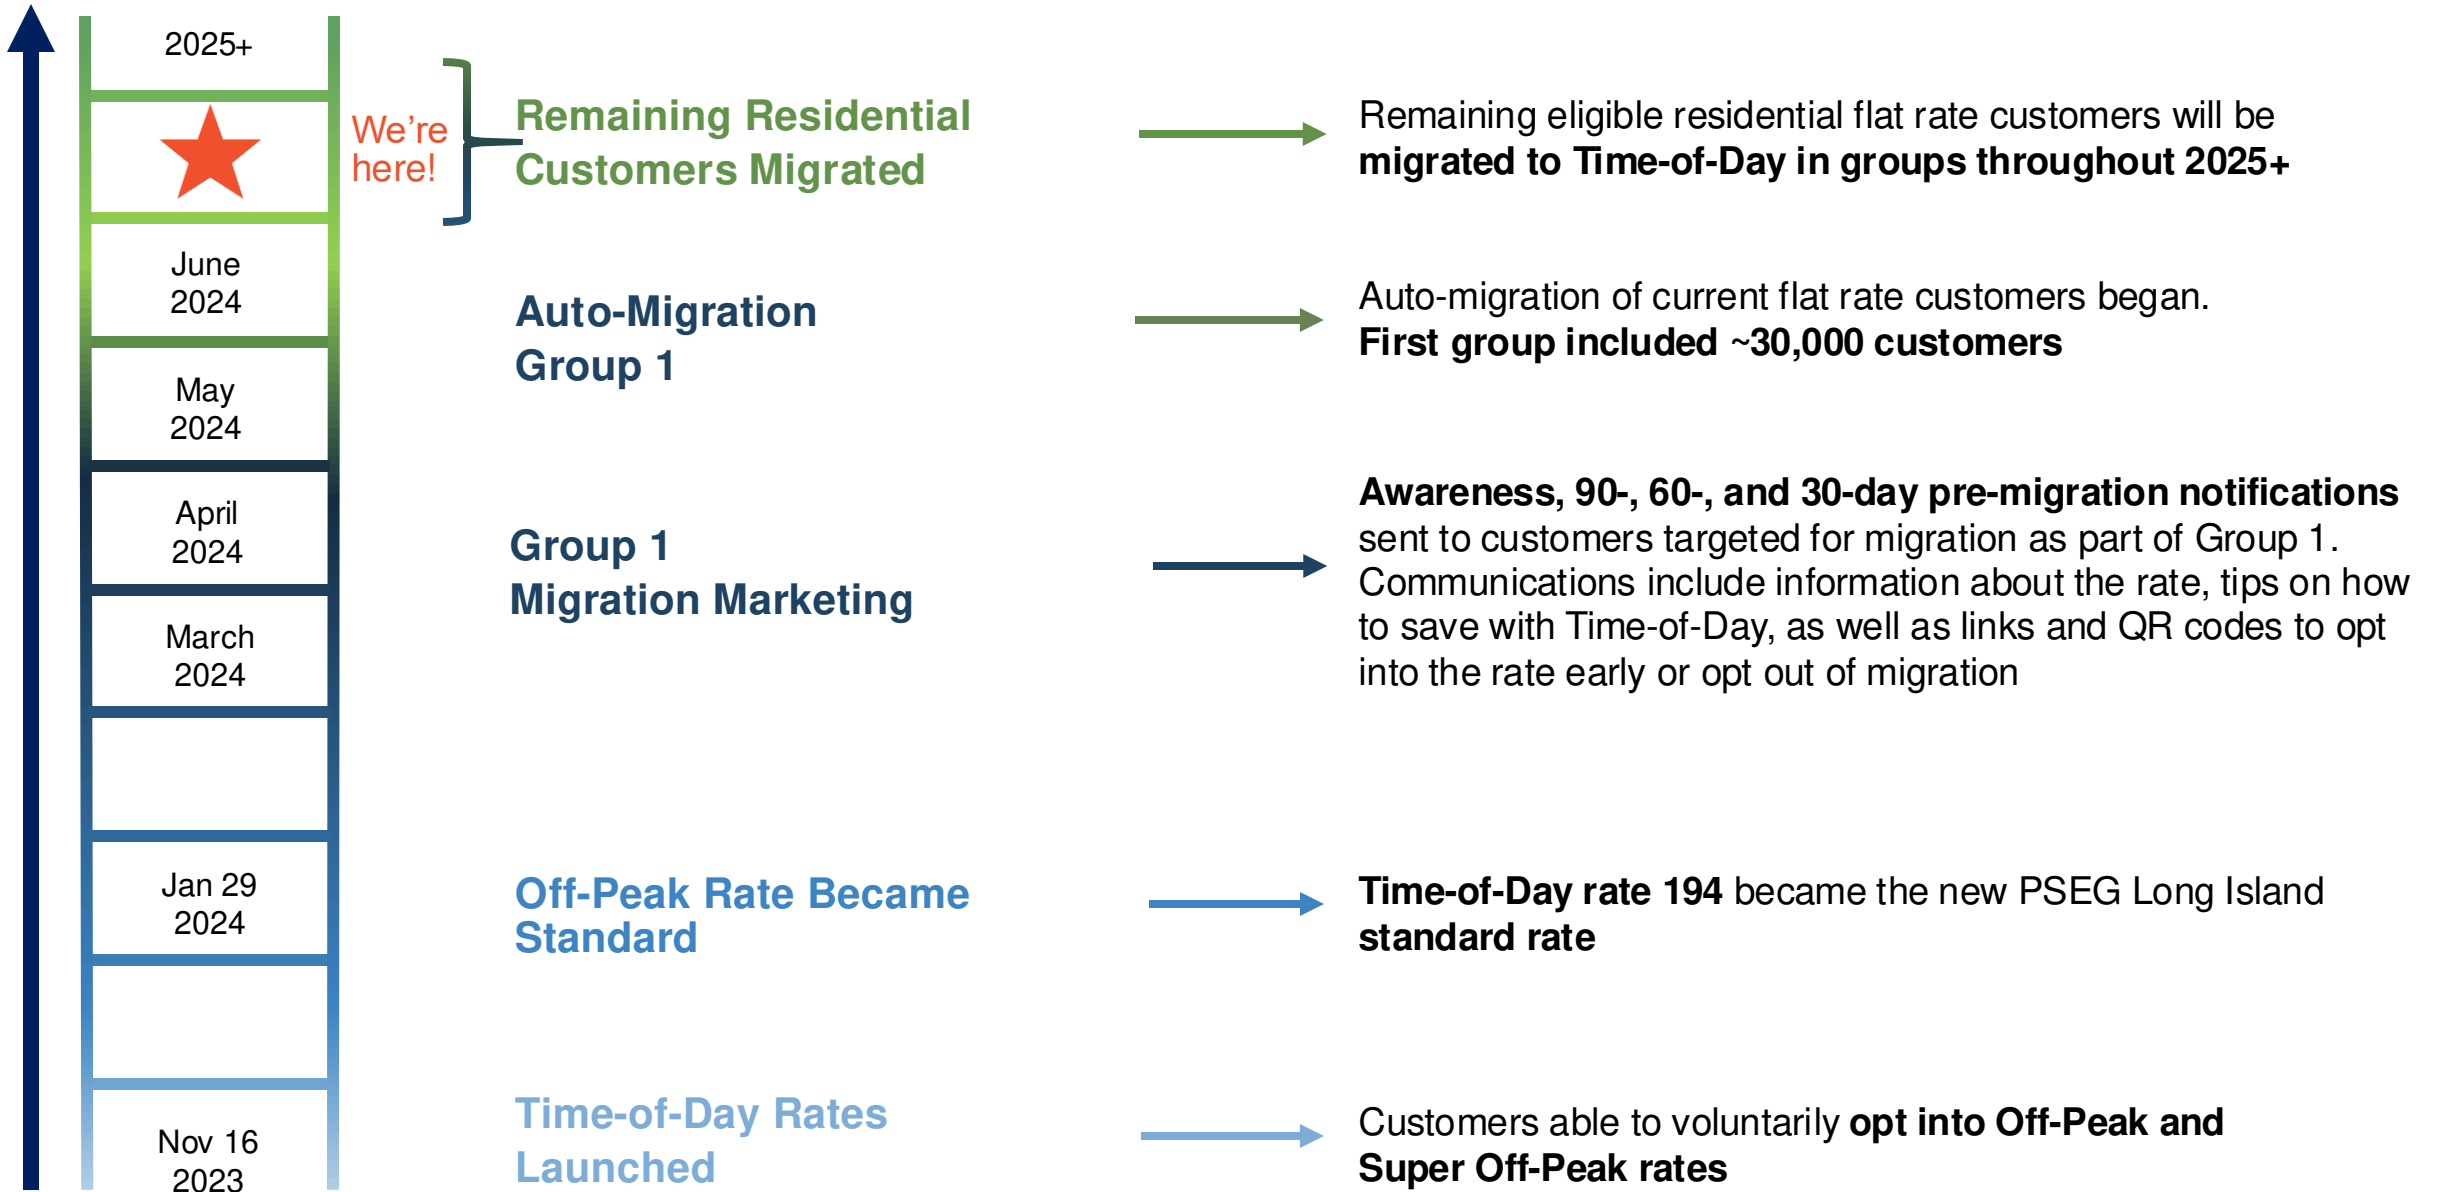 2025+
We're
here!
Remaining Residential
Customers Migrated
Remaining eligible residential flat rate customers will be
migrated to Time-of-Day in groups throughout 2025+
June
2024
Auto-Migration
Group 1
Auto-migration of current flat rate customers began.
First group included ~30,000 customers
May
2024
April
2024
Group 1
Migration Marketing
Awareness, 90-, 60-, and 30-day pre-migration notifications
sent to customers targeted for migration as part of Group 1.
Communications include information about the rate, tips on how
to save with Time-of-Day, as well as links and QR codes to opt
into the rate early or opt out of migration
March
2024
Jan 29
2024
Off-Peak Rate Became
Standard
Time-of-Day rate 194 became the new PSEG Long Island
standard rate
Nov 16
2023
Time-of-Day Rates
Launched
Customers able to voluntarily opt into Off-Peak and
Super Off-Peak rates